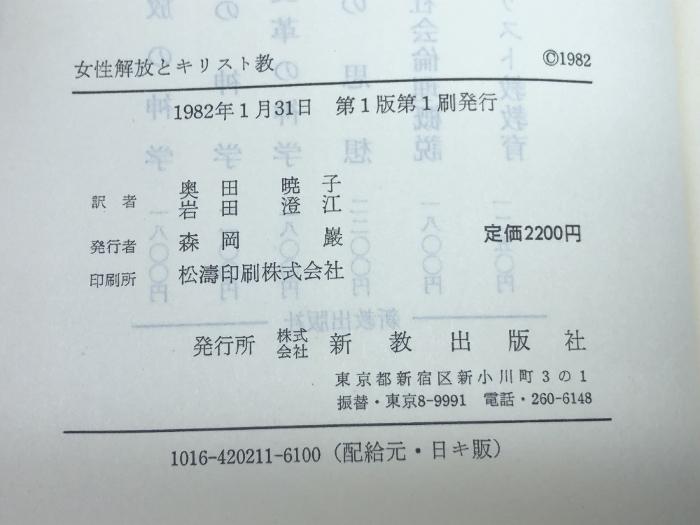 女性解放とキリスト教
©1982
1982年1月31日 第1版第1刷発行
訳者 奥田 暁子
岩田 澄江
発行者 森岡 巖
定価2200円
印刷所 松濤印刷株式会社
発行所 株式会社 新教出版社
東京都新宿区新小川町3の1
振替・東京8-9991 電話・260-6148
1016-420211-6100（配給元・日キ販）